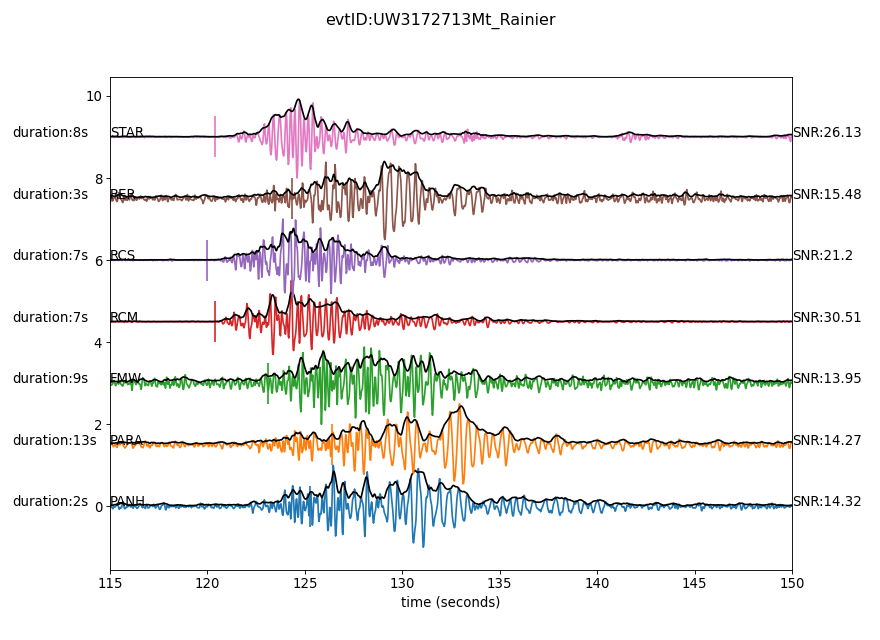 evtID:UW3172713Mt_Rainier
10
duration:8s STAR SNR:26.13
8
duration:3s RER SNR:15.48
duration:7s RCS SNR:21.2
6
duration:7s RCM SNR:30.51
4
duration:9s FMW SNR:13.95
2
duration:13s PARA SNR:14.27
duration:2s PANH SNR:14.32
0
115 120 125 130 135 140 145 150
time (seconds)